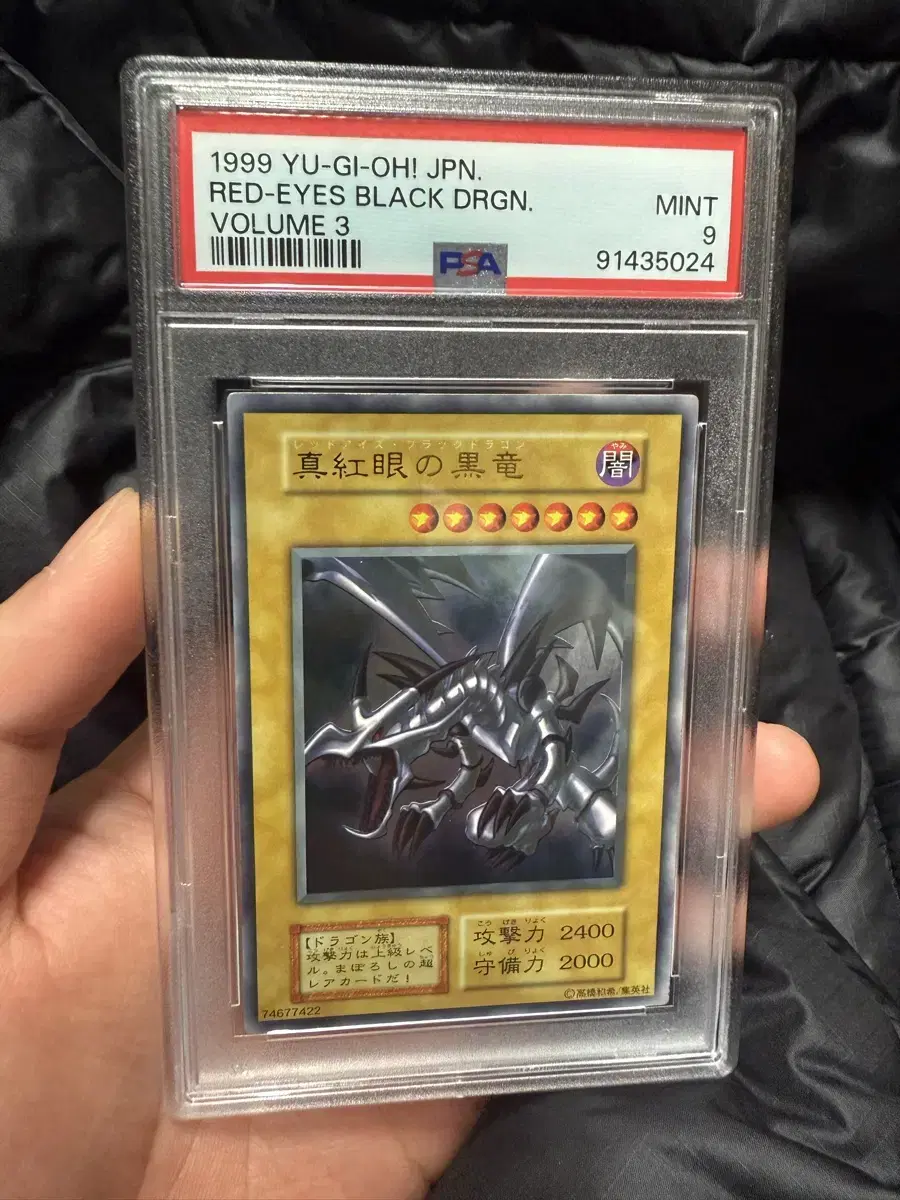 1999 YU-GI-OH! JPN.
RED-EYES BLACK DRGN.
VOLUME 3
MINT
9
91435024
PSA
レッドアイズ・ブラックドラゴン
真紅眼の黒竜
やみ
闇
【ドラゴン族】
攻撃力は上級レベ
ル。まぼろしの超
レアカードだ！
こう げき りょく
攻撃力 2400
しゅ び りょく
守備力 2000
74677422
©高橋和希/集英社